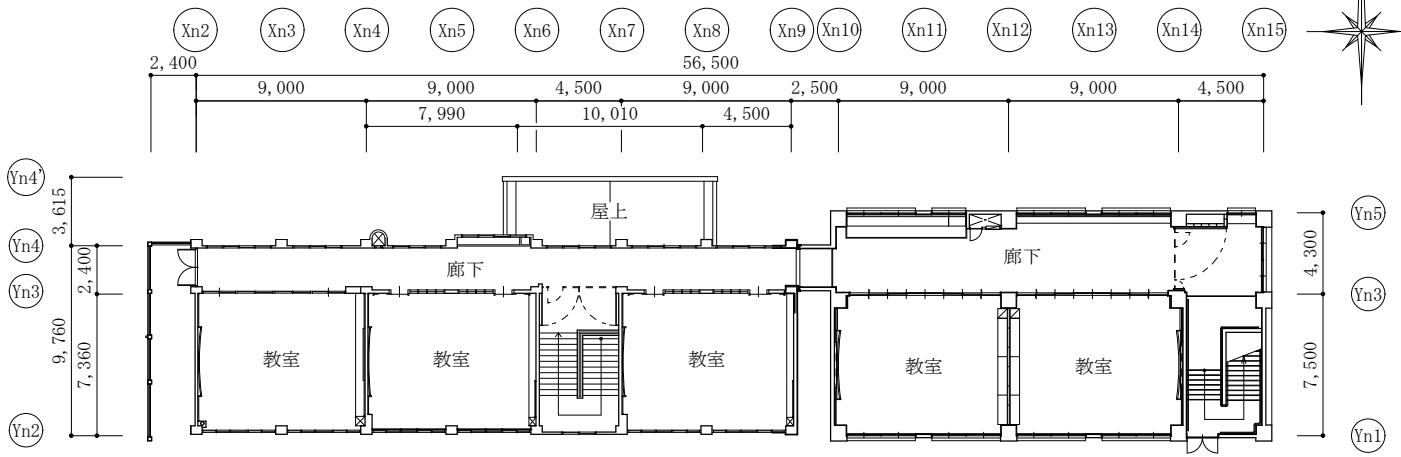 Xn2 Xn3 Xn4 Xn5 Xn6 Xn7 Xn8 Xn9 Xn10 Xn11 Xn12 Xn13 Xn14 Xn15
2,400 56,500
9,000 9,000 4,500 9,000 2,500 9,000 9,000 4,500
7,990 10,010 4,500
Yn4'
3,615
屋上
Yn5
Yn4
2,400
廊下
廊下
4,300
Yn3
Yn3
9,760
7,360
教室 教室 教室 教室 教室
7,500
Yn2
Yn1